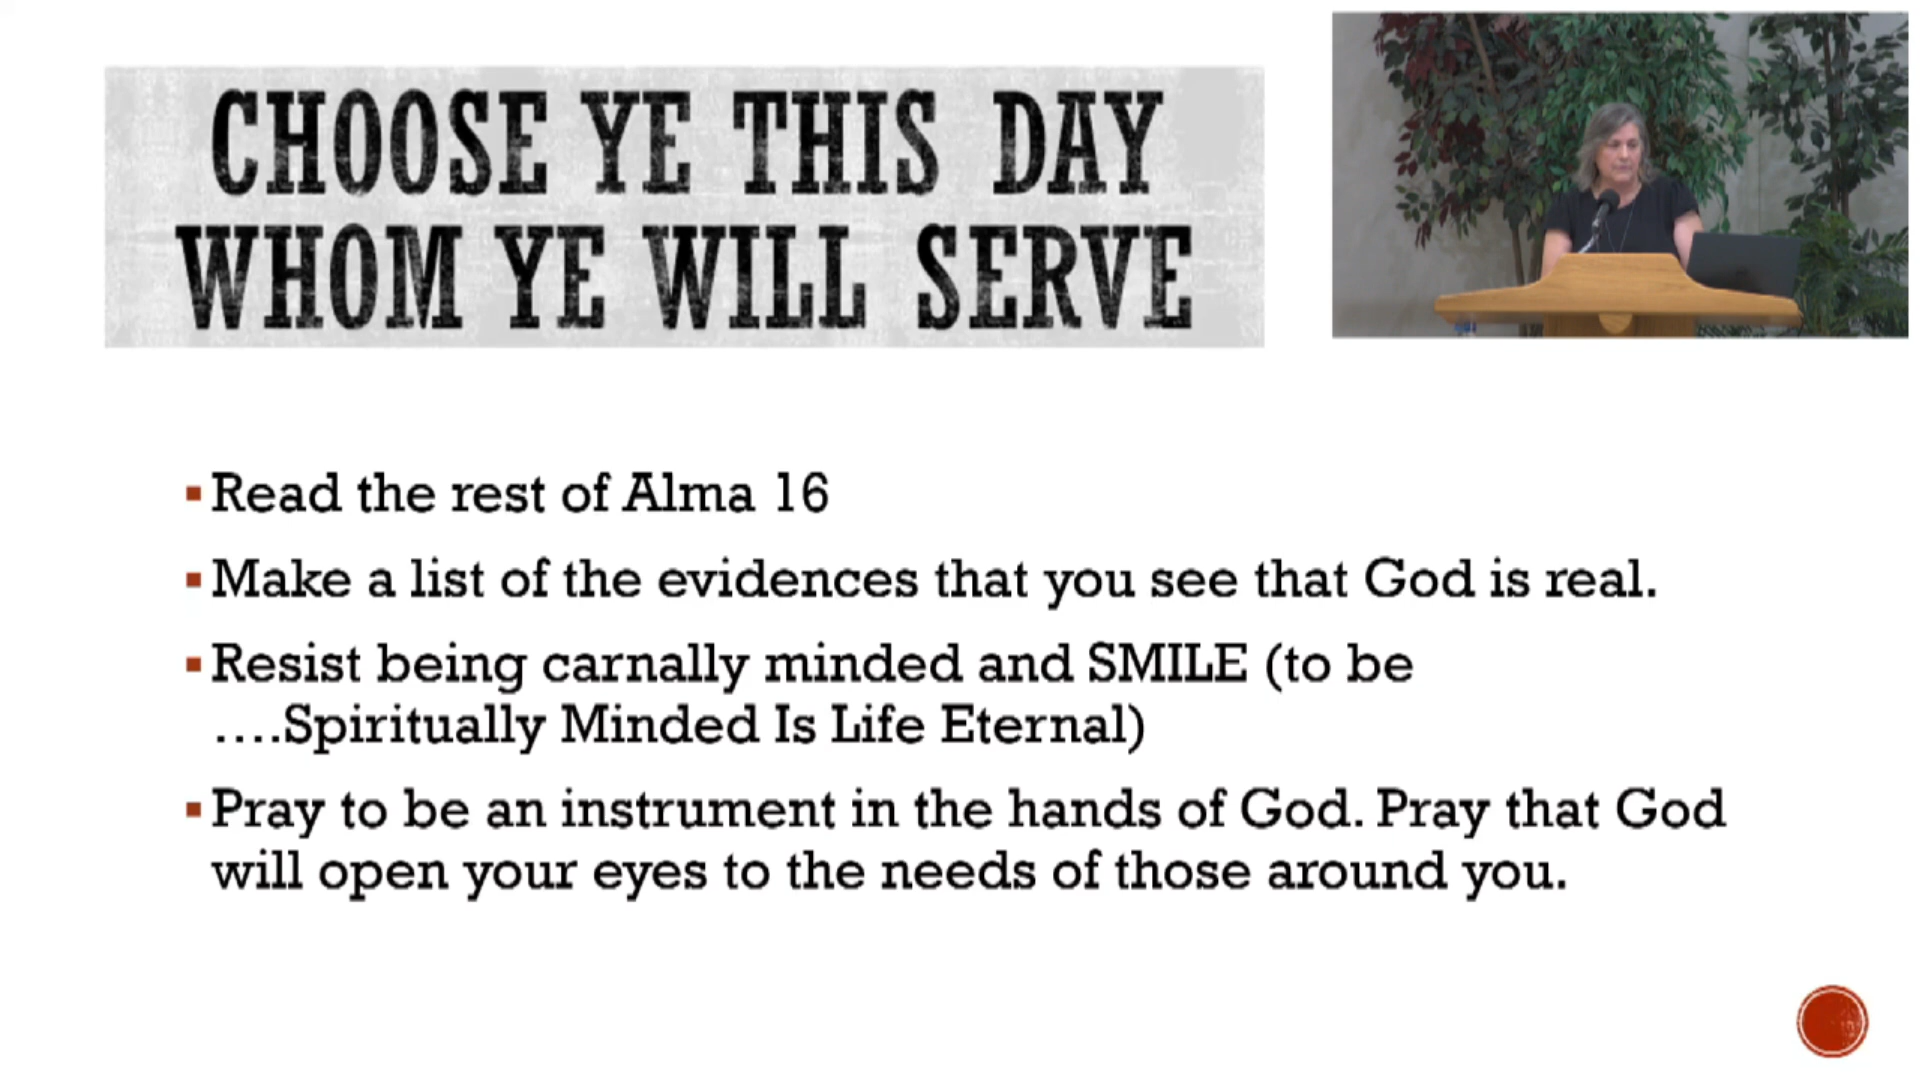 CHOOSE YE THIS DAY
WHOM YE WILL SERVE
Read the rest of Alma 16
Make a list of the evidences that you see that God is real.
Resist being carnally minded and SMILE (to be
....Spiritually Minded Is Life Eternal)
Pray to be an instrument in the hands of God. Pray that God
will open your eyes to the needs of those around you.